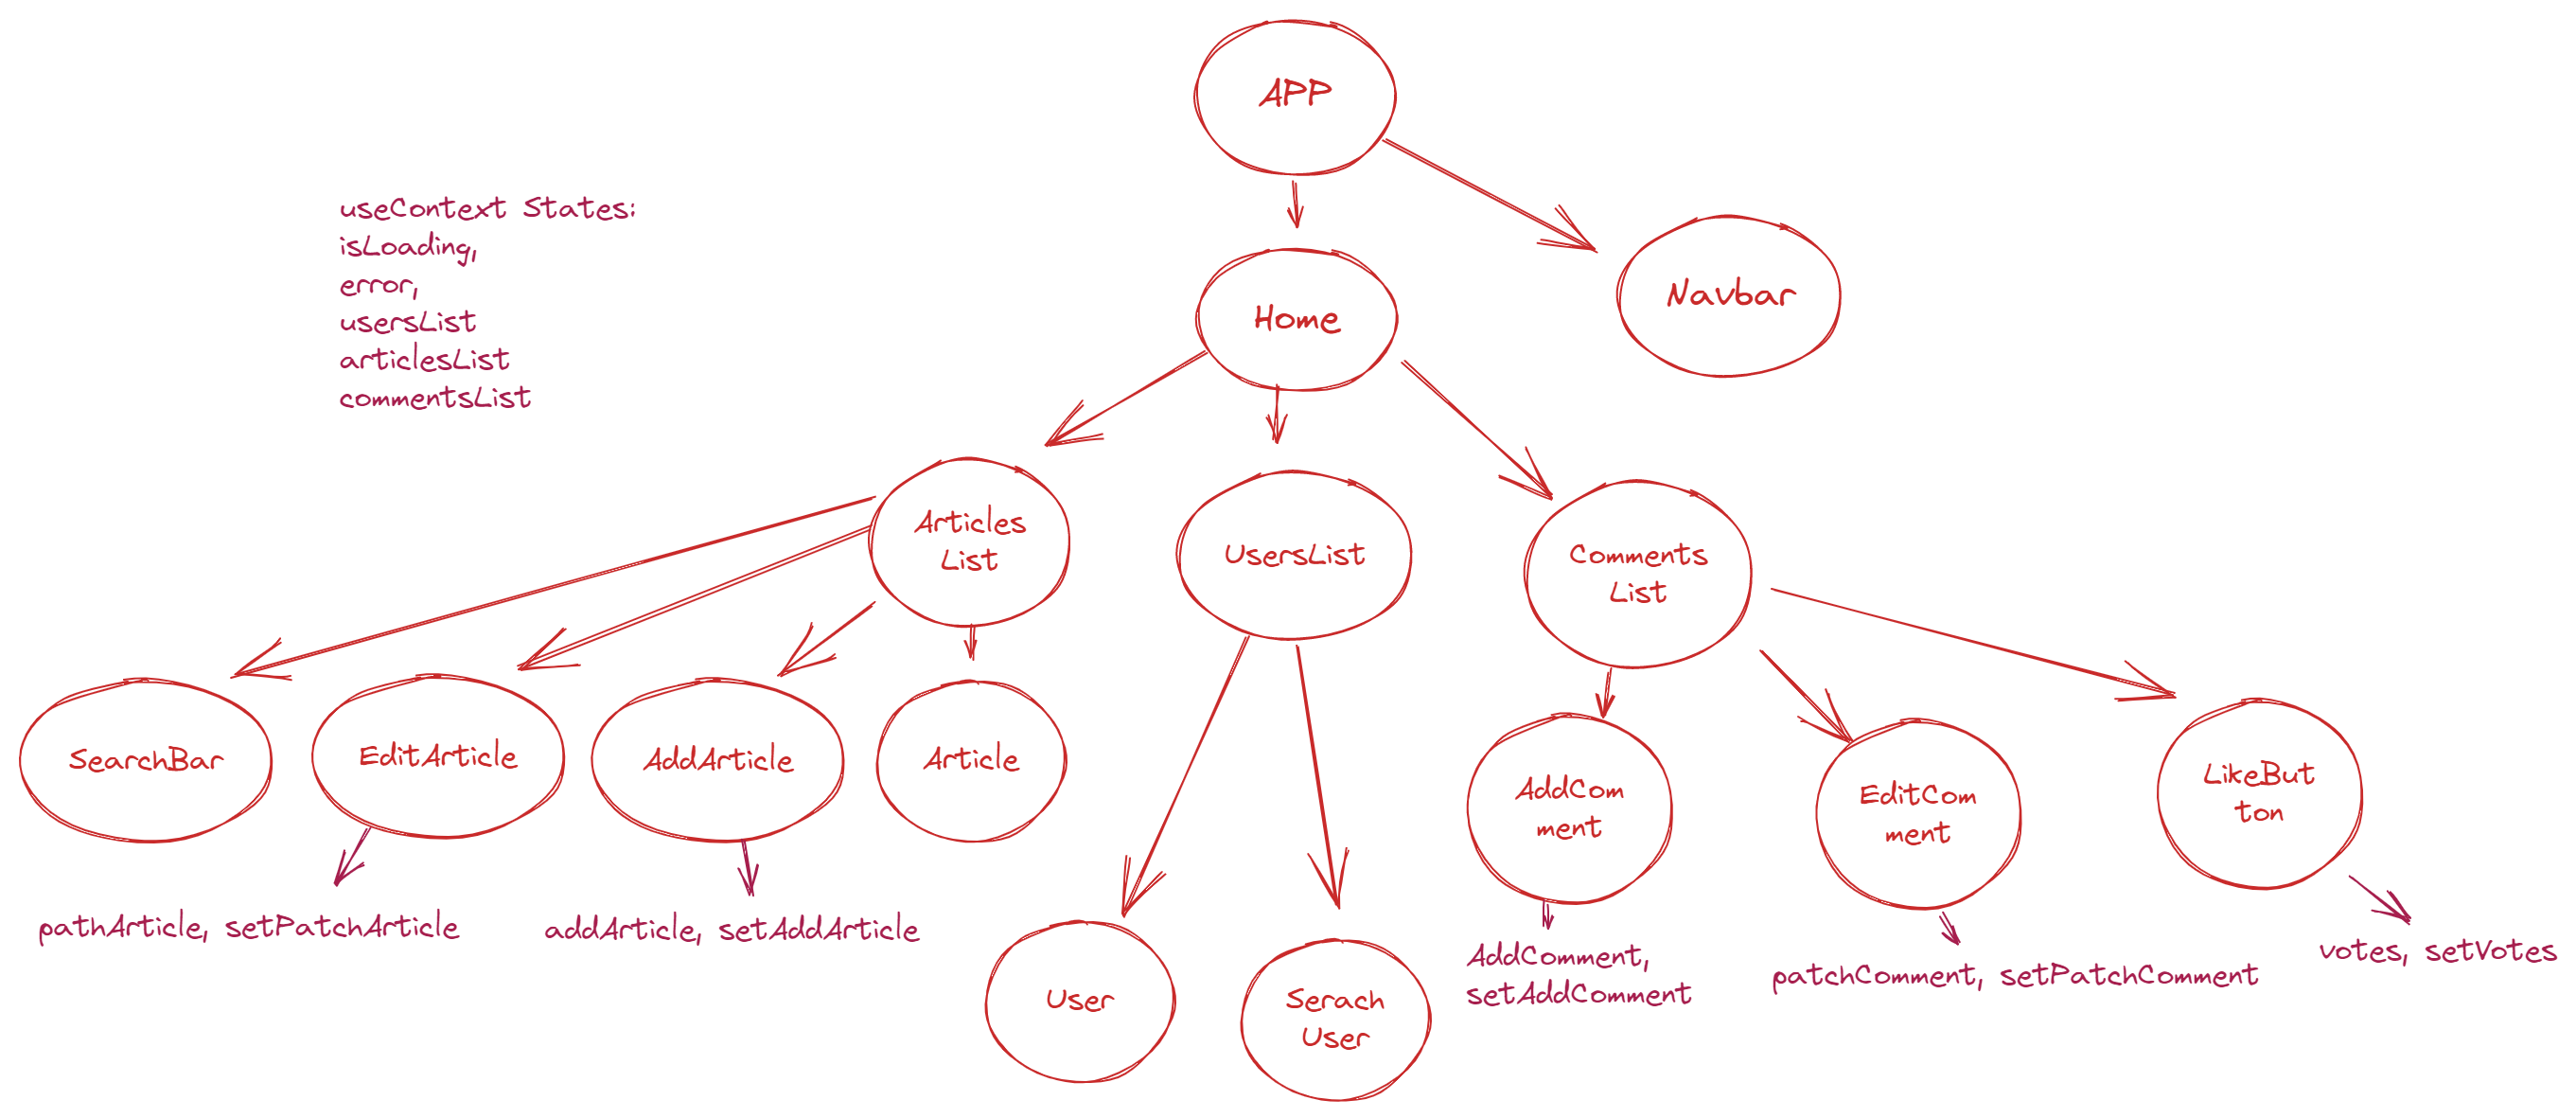 APP
useContext States:
isLoading,
error,
usersList
articlesList
commentsList
Navbar
Home
Articles
List
UsersList
Comments
List
SearchBar
EditArticle
AddArticle
Article
AddCom
ment
EditCom
ment
LikeBut
ton
pathArticle, setPatchArticle
addArticle, setAddArticle
User
Serach
User
AddComment,
setAddComment
patchComment, setPatchComment
votes, setVotes